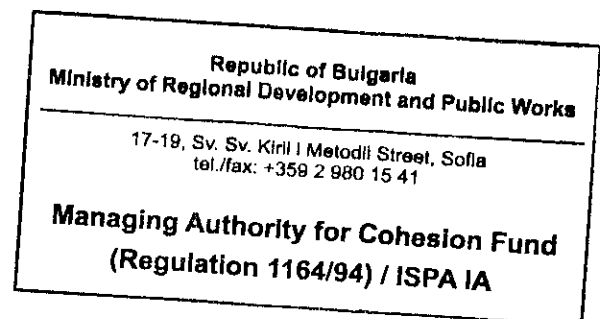 Republic of Bulgaria
Ministry of Regional Development and Public Works
17-19, Sv. Sv. Kiril I Metodii Street, Sofia
tel./fax: +359 2 980 15 41
Managing Authority for Cohesion Fund
(Regulation 1164/94) / ISPA IA